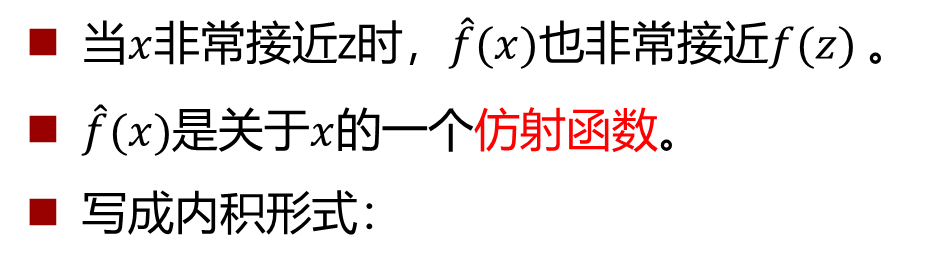 ■ 当𝑥非常接近z时，𝑓̂(𝑥)也非常接近𝑓(𝑧) 。
■ 𝑓̂(𝑥)是关于𝑥的一个仿射函数。
■ 写成内积形式：